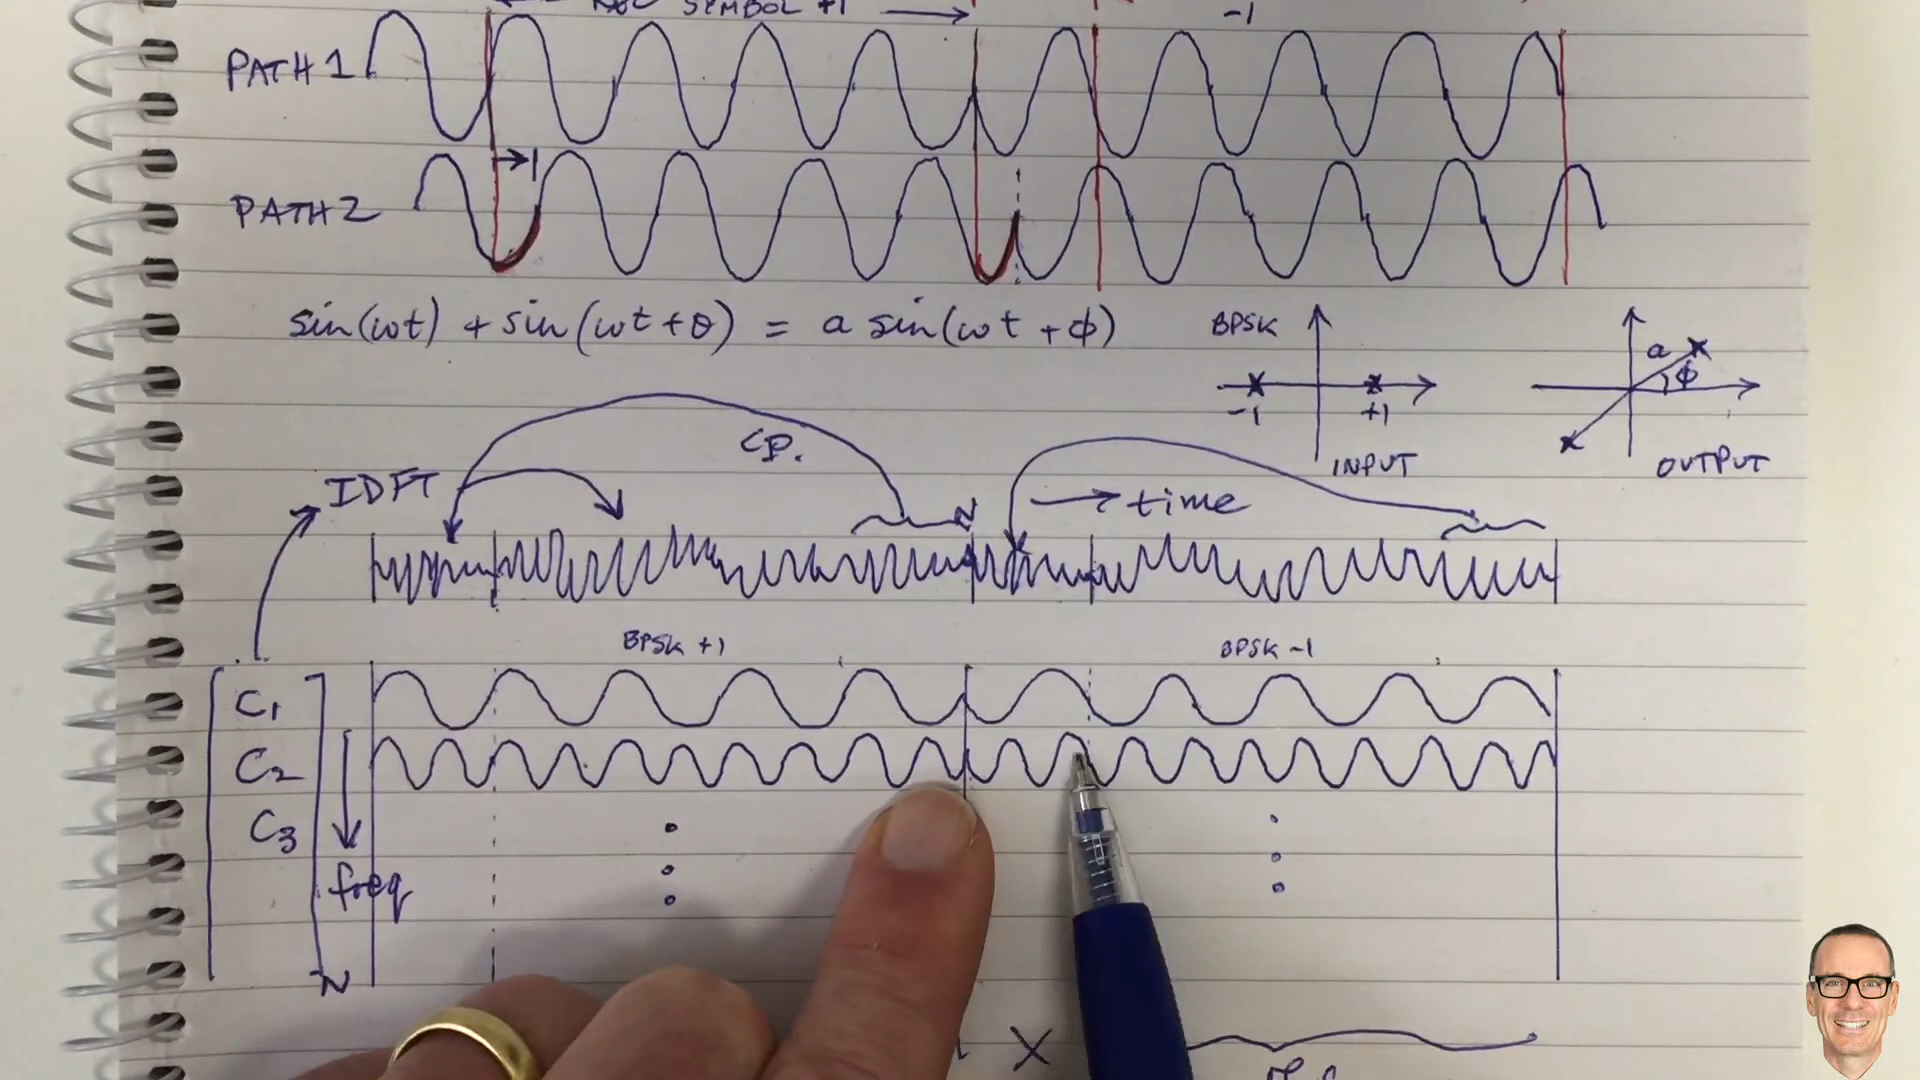 SYMBOL +1
-1
PATH 1
PATH 2
sin(ωt) + sin(ωt + θ) = a sin(ωt + ϕ)
BPSK
-1
+1
INPUT
a
ϕ
OUTPUT
CP.
IDFT
N
time
BPSK +1
BPSK -1
C1
C2
C3
freq
N
X